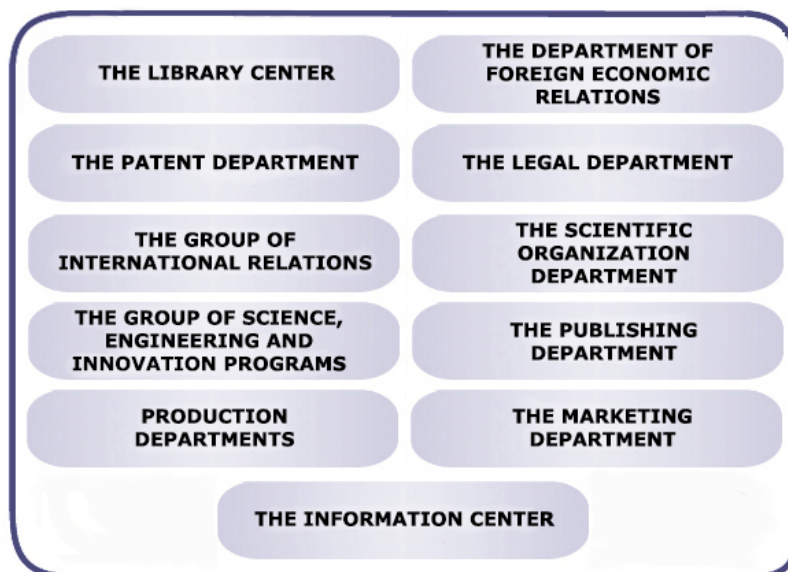 THE LIBRARY CENTER
THE DEPARTMENT OF
FOREIGN ECONOMIC
RELATIONS
THE PATENT DEPARTMENT
THE LEGAL DEPARTMENT
THE GROUP OF
INTERNATIONAL RELATIONS
THE SCIENTIFIC
ORGANIZATION
DEPARTMENT
THE GROUP OF SCIENCE,
ENGINEERING AND
INNOVATION PROGRAMS
THE PUBLISHING
DEPARTMENT
PRODUCTION
DEPARTMENTS
THE MARKETING
DEPARTMENT
THE INFORMATION CENTER